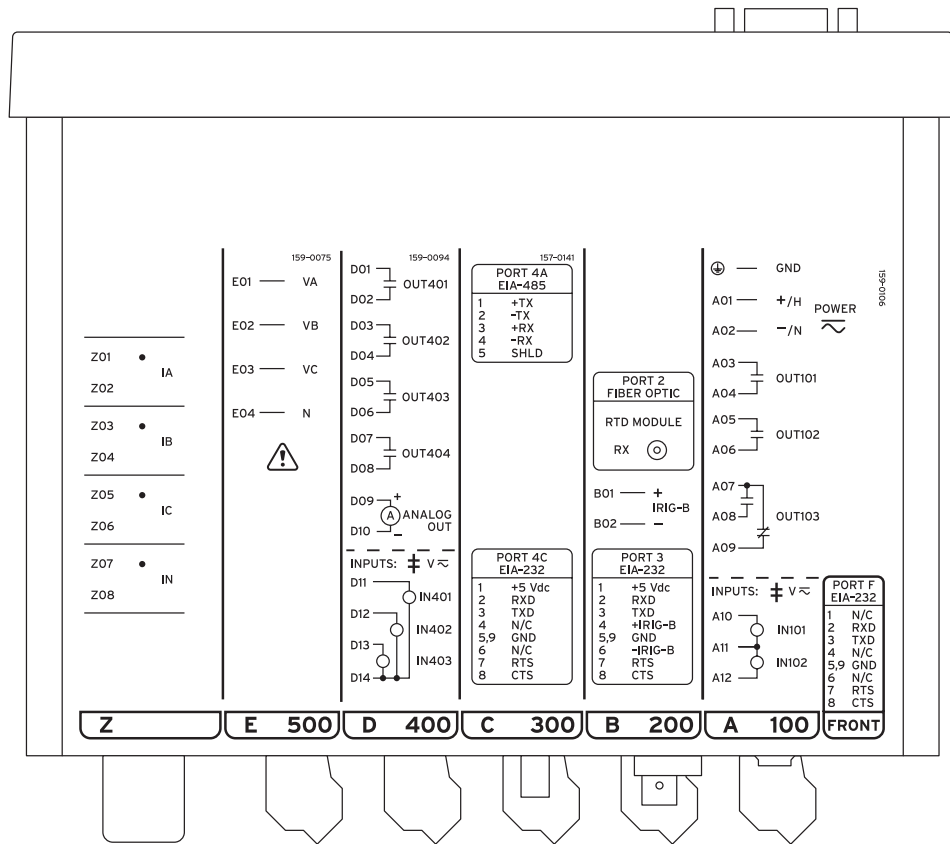 Z01
IA
Z02
Z03
IB
Z04
Z05
IC
Z06
Z07
IN
Z08
Z
159-0075
E01 VA
E02 VB
E03 VC
E04 N
E 500
159-0094
D01
OUT401
D02
D03
OUT402
D04
D05
OUT403
D06
D07
OUT404
D08
D09 +
A ANALOG
OUT
D10 −
INPUTS: V
D11
IN401
D12
IN402
D13
IN403
D14
D 400
157-0141
PORT 4A
EIA-485
1 +TX
2 -TX
3 +RX
4 -RX
5 SHLD
PORT 4C
EIA-232
1 +5 Vdc
2 RXD
3 TXD
4 N/C
5,9 GND
6 N/C
7 RTS
8 CTS
C 300
PORT 2
FIBER OPTIC
RTD MODULE
RX
B01 +
IRIG-B
B02 −
PORT 3
EIA-232
1 +5 Vdc
2 RXD
3 TXD
4 +IRIG-B
5,9 GND
6 -IRIG-B
7 RTS
8 CTS
B 200
GND
A01 +/H
POWER
A02 −/N
159-0106
A03
OUT101
A04
A05
OUT102
A06
A07
A08
OUT103
A09
INPUTS: V
A10
IN101
A11
IN102
A12
A 100
PORT F
EIA-232
1 N/C
2 RXD
3 TXD
4 N/C
5,9 GND
6 N/C
7 RTS
8 CTS
FRONT